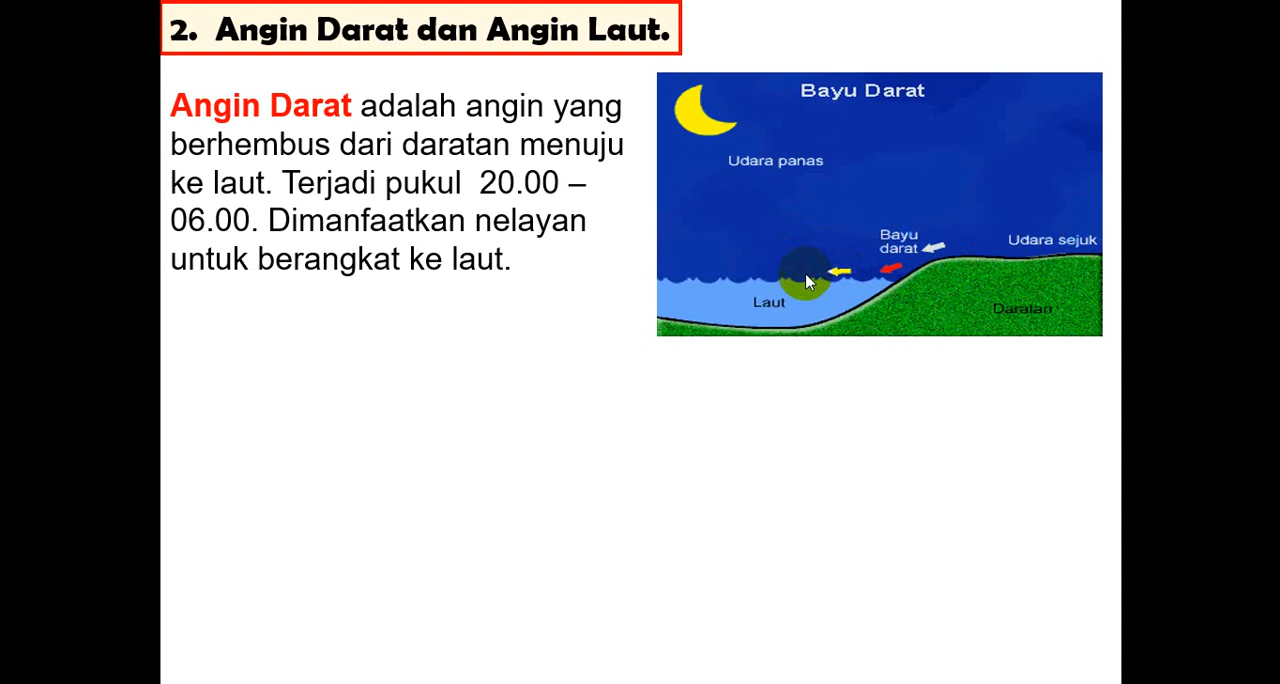 2. Angin Darat dan Angin Laut.
Angin Darat adalah angin yang
berhembus dari daratan menuju
ke laut. Terjadi pukul 20.00 –
06.00. Dimanfaatkan nelayan
untuk berangkat ke laut.
Bayu Darat
Udara panas
Bayu
darat
Udara sejuk
Laut
Daratan